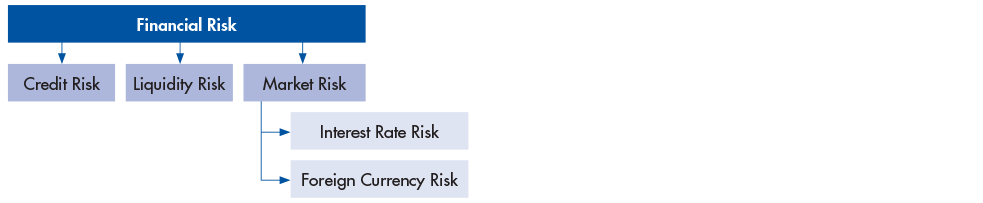 Financial Risk
Credit Risk
Liquidity Risk
Market Risk
Interest Rate Risk
Foreign Currency Risk